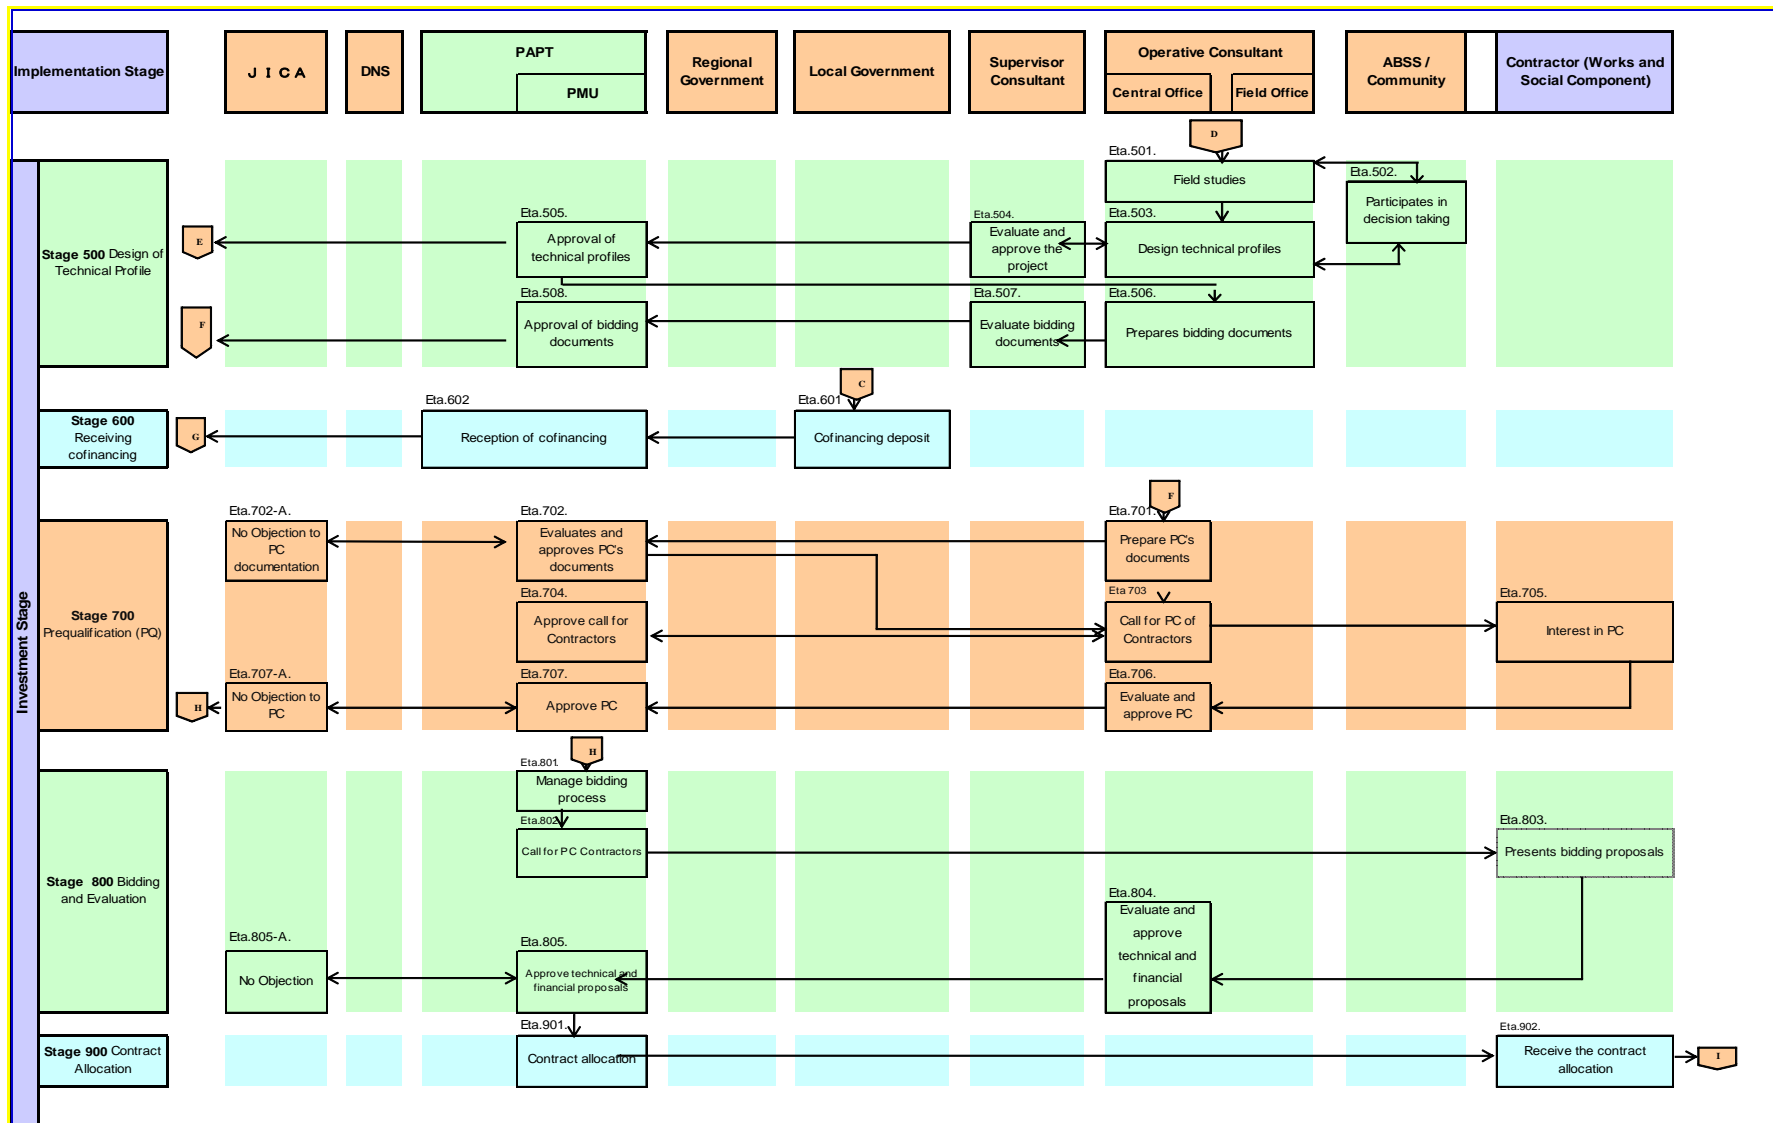 Implementation Stage
J I C A
DNS
PAPT
PMU
Regional
Government
Local Government
Supervisor
Consultant
Operative Consultant
Central Office
Field Office
ABSS /
Community
Contractor (Works and
Social Component)
Investment Stage
D
Eta.501.
Field studies
Eta.502.
Participates in
decision taking
Stage 500 Design of
Technical Profile
E
Eta.505.
Approval of
technical profiles
Eta.504.
Evaluate and
approve the
project
Eta.503.
Design technical profiles
F
Eta.508.
Approval of bidding
documents
Eta.507.
Evaluate bidding
documents
Eta.506.
Prepares bidding documents
C
Stage 600
Receiving
cofinancing
G
Eta.602
Reception of cofinancing
Eta.601
Cofinancing deposit
F
Stage 700
Prequalification (PQ)
Eta.702-A.
No Objection to
PC
documentation
Eta.702.
Evaluates and
approves PC's
documents
Eta.701.
Prepare PC's
documents
Eta.704.
Approve call for
Contractors
Eta 703
Call for PC of
Contractors
Eta.705.
Interest in PC
H
Eta.707-A.
No Objection to
PC
Eta.707.
Approve PC
Eta.706.
Evaluate and
approve PC
H
Stage 800 Bidding
and Evaluation
Eta.801.
Manage bidding
process
Eta.802.
Call for PC Contractors
Eta.803.
Presents bidding proposals
Eta.804.
Evaluate and
approve
technical and
financial
proposals
Eta.805-A.
No Objection
Eta.805.
Approve technical and
financial proposals
Stage 900 Contract
Allocation
Eta.901.
Contract allocation
Eta.902.
Receive the contract
allocation
I